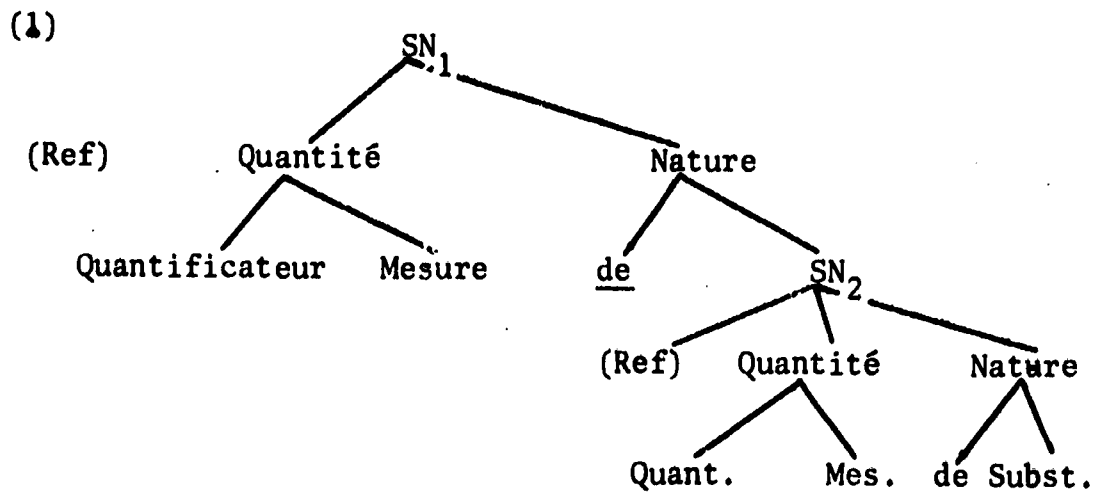 (1)
SN1
(Ref) Quantité Nature
Quantificateur Mesure de
SN2
(Ref) Quantité Nature
Quant. Mes. de Subst.